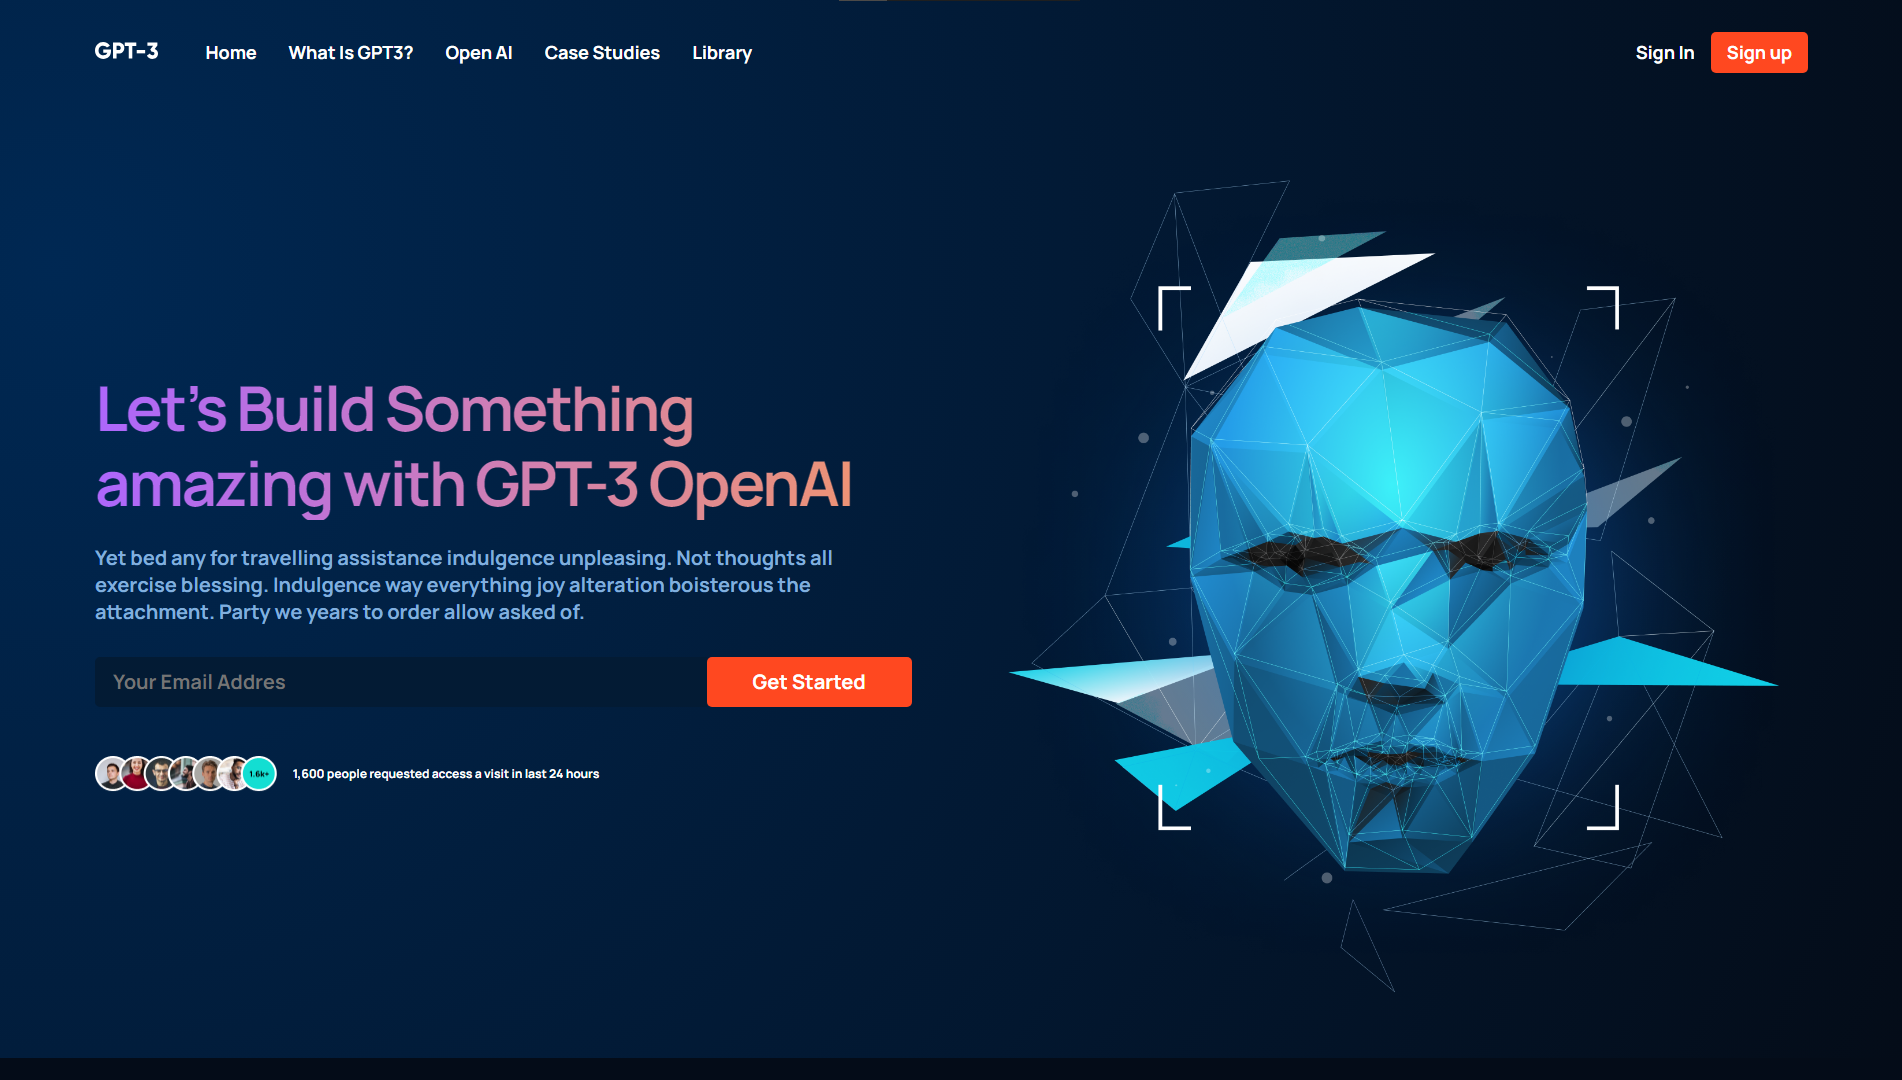 GPT-3
Home
What Is GPT3?
Open AI
Case Studies
Library
Sign In
Sign up
Let’s Build Something
amazing with GPT-3 OpenAI
Yet bed any for travelling assistance indulgence unpleasing. Not thoughts all
exercise blessing. Indulgence way everything joy alteration boisterous the
attachment. Party we years to order allow asked of.
Your Email Addres
Get Started
1.6k+
1,600 people requested access a visit in last 24 hours